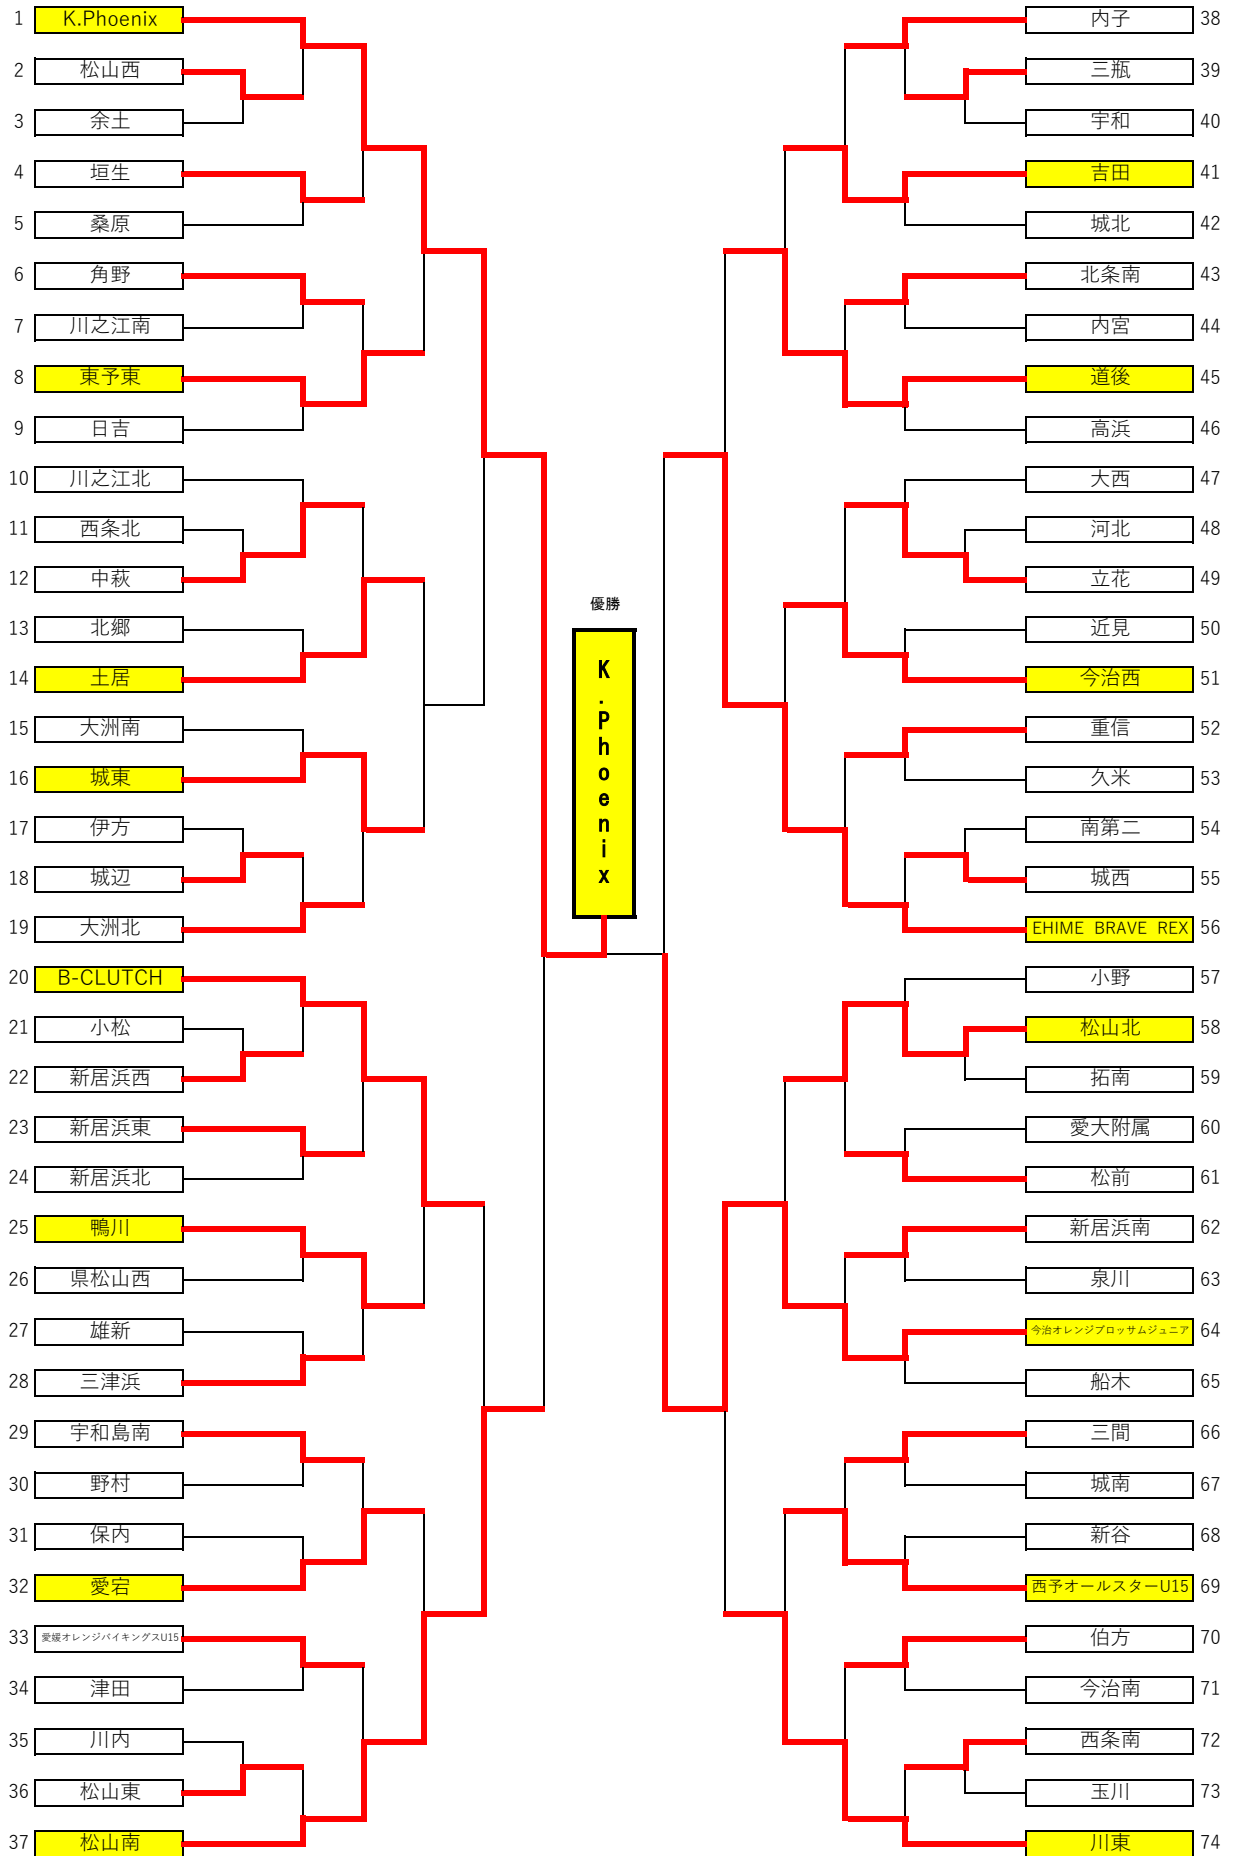 1 K.Phoenix
2 松山西
3 余土
4 垣生
5 桑原
6 角野
7 川之江南
8 東予東
9 日吉
10 川之江北
11 西条北
12 中萩
13 北郷
14 土居
15 大洲南
16 城東
17 伊方
18 城辺
19 大洲北
20 B-CLUTCH
21 小松
22 新居浜西
23 新居浜東
24 新居浜北
25 鴨川
26 県松山西
27 雄新
28 三津浜
29 宇和島南
30 野村
31 保内
32 愛宕
33 愛媛オレンジバイキングスU15
34 津田
35 川内
36 松山東
37 松山南
優勝
K.Phoenix
内子 38
三瓶 39
宇和 40
吉田 41
城北 42
北条南 43
内宮 44
道後 45
高浜 46
大西 47
河北 48
立花 49
近見 50
今治西 51
重信 52
久米 53
南第二 54
城西 55
EHIME BRAVE REX 56
小野 57
松山北 58
拓南 59
愛大附属 60
松前 61
新居浜南 62
泉川 63
今治オレンジブロッサムジュニア 64
船木 65
三間 66
城南 67
新谷 68
西予オールスターU15 69
伯方 70
今治南 71
西条南 72
玉川 73
川東 74